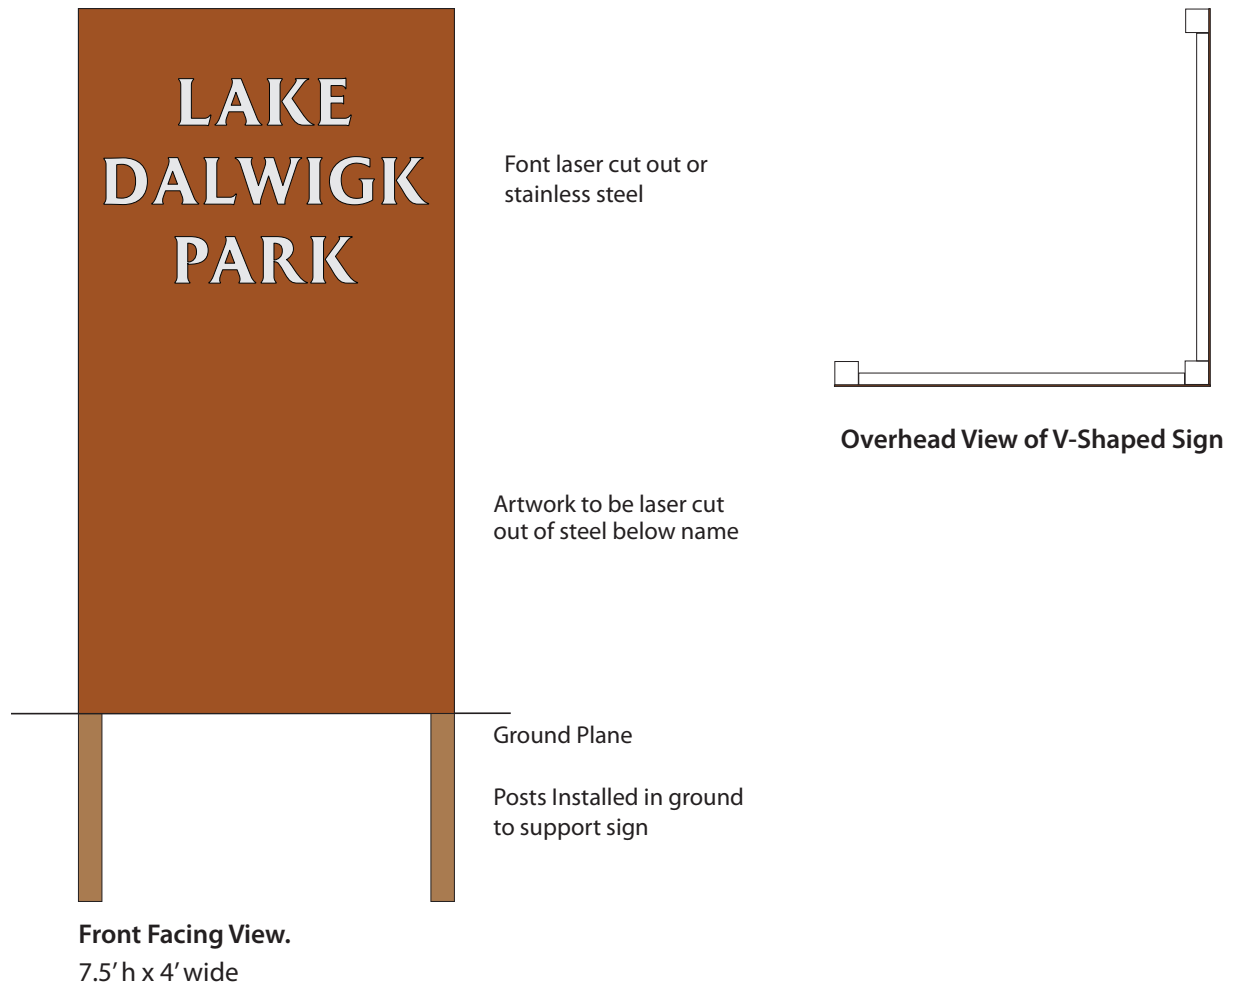 LAKE
DALWIGK
PARK
Font laser cut out or
stainless steel
Artwork to be laser cut
out of steel below name
Ground Plane
Posts Installed in ground
to support sign
Front Facing View.
7.5' h x 4' wide
Overhead View of V-Shaped Sign